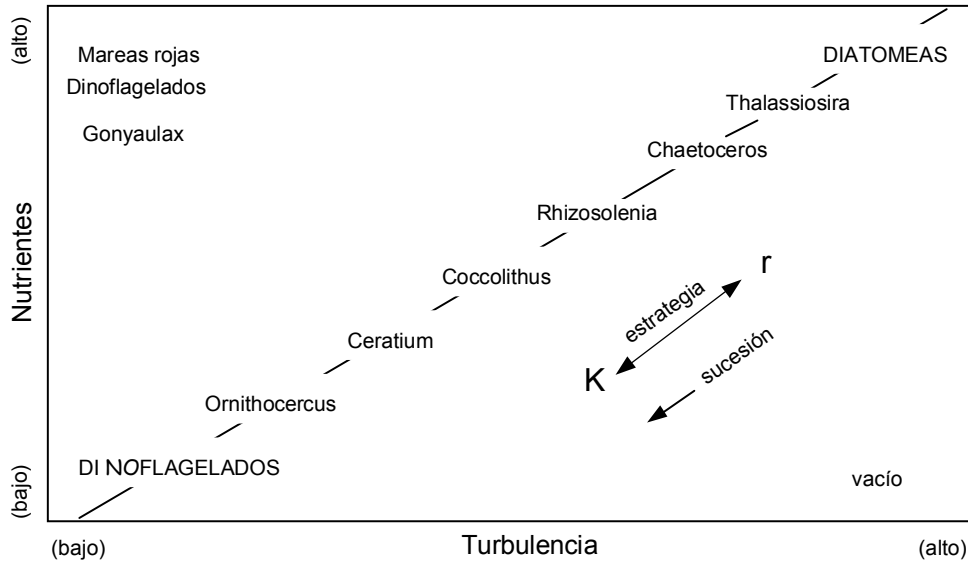 (alto)
Mareas rojas
Dinoflagelados
Gonyaulax
DIATOMEAS
Thalassiosira
Chaetoceros
Rhizosolenia
Coccolithus
Ceratium
Ornithocercus
DI NOFLAGELADOS
r
estrategia
K
sucesión
vacío
Nutrientes
(bajo)
(bajo)
Turbulencia
(alto)